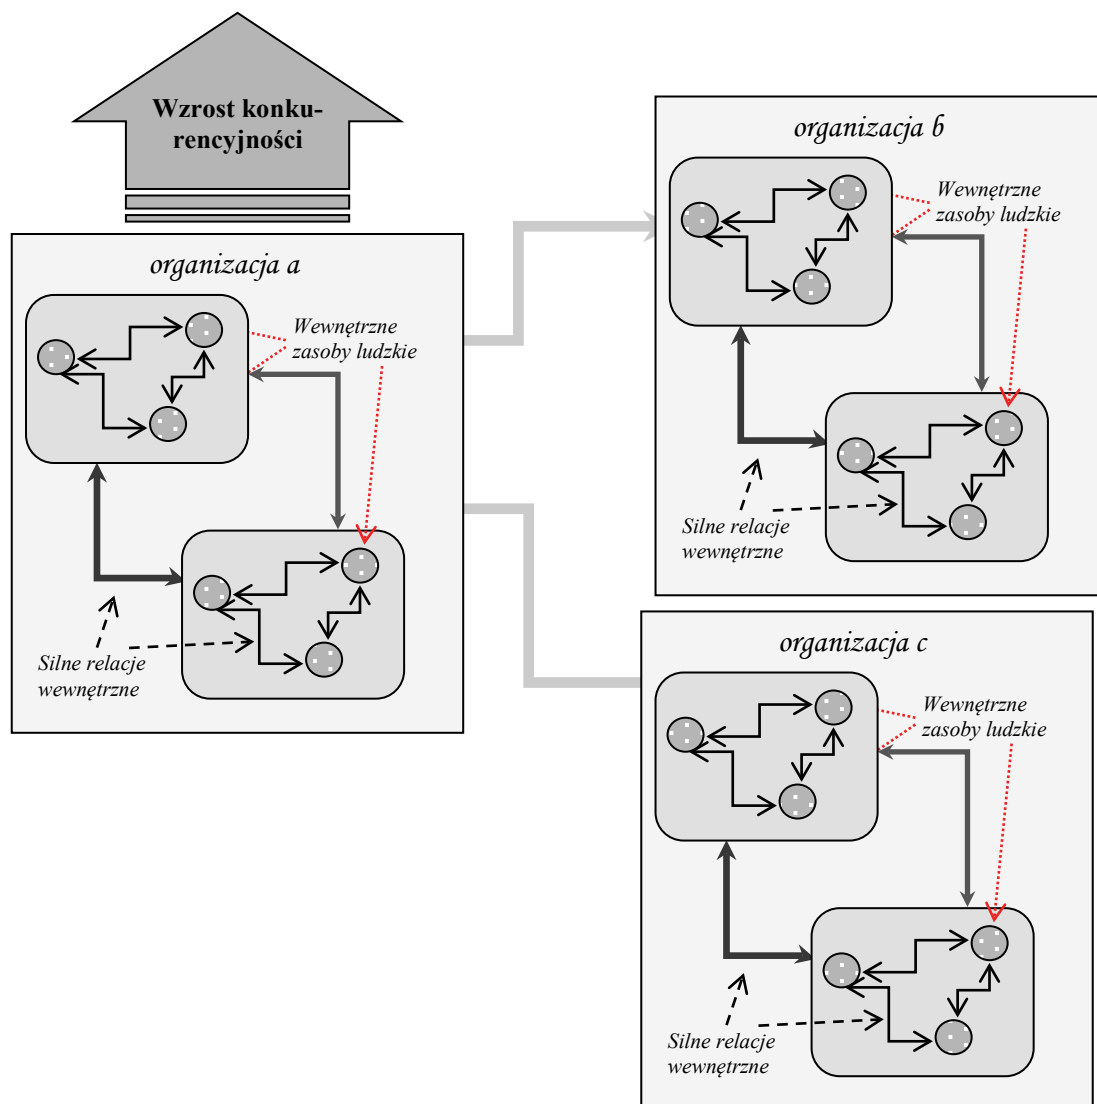 Wzrost konku-
rencyjności
organizacja a
Wewnętrzne
zasoby ludzkie
Silne relacje
wewnętrzne
organizacja b
Wewnętrzne
zasoby ludzkie
Silne relacje
wewnętrzne
organizacja c
Wewnętrzne
zasoby ludzkie
Silne relacje
wewnętrzne